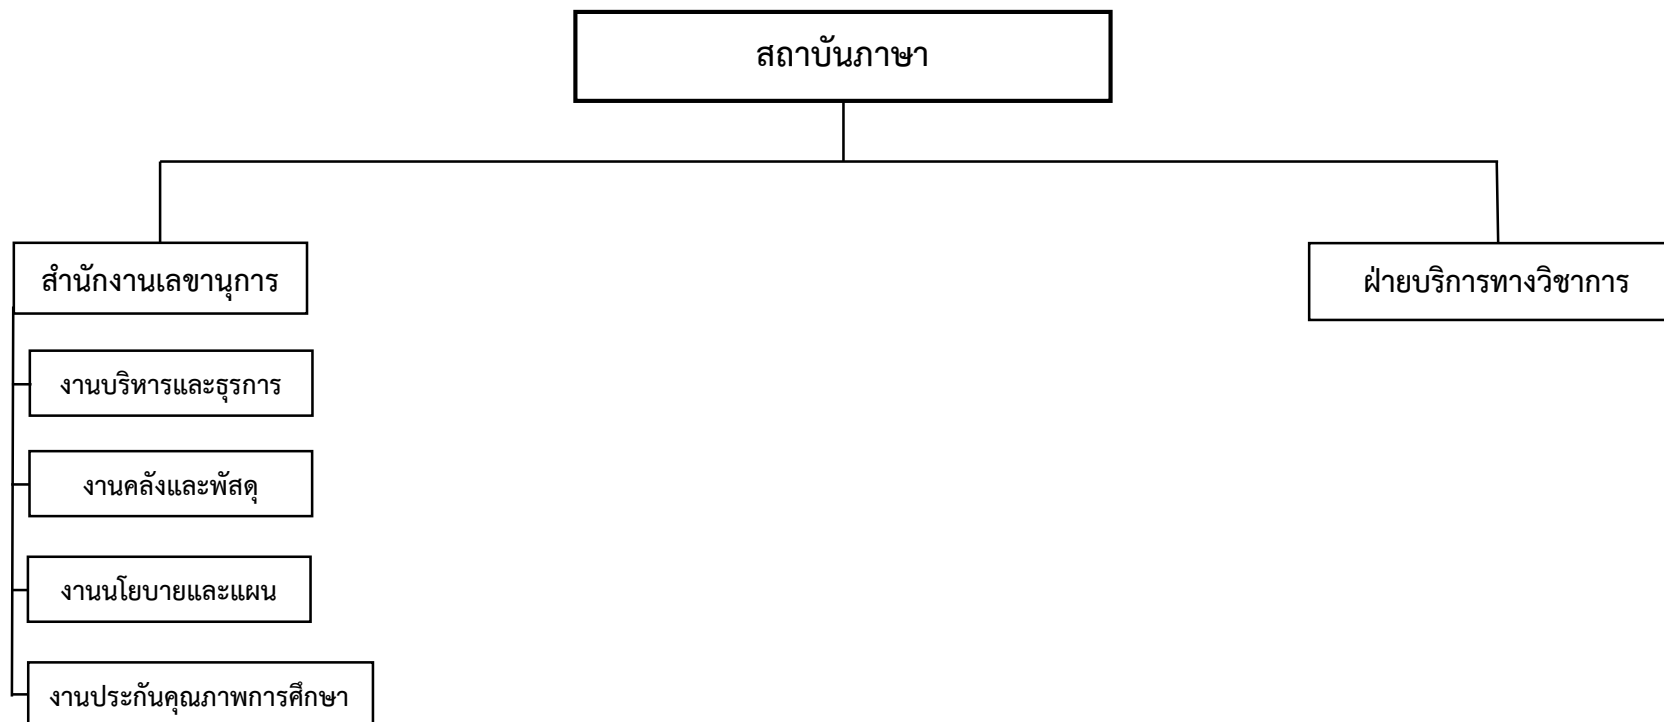 สถาบันภาษา
สำนักงานเลขานุการ
ฝ่ายบริการทางวิชาการ
งานบริหารและธุรการ
งานคลังและพัสดุ
งานนโยบายและแผน
งานประกันคุณภาพการศึกษา